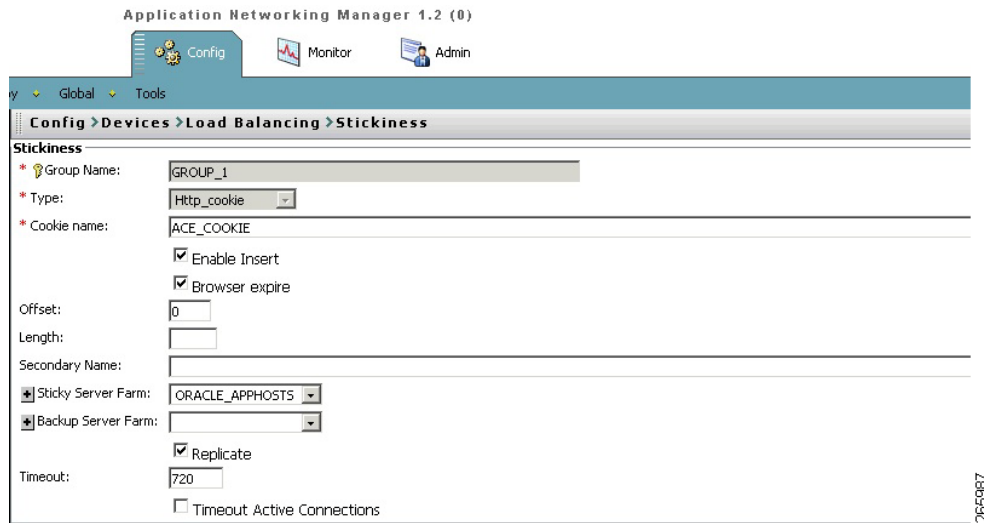 Application Networking Manager 1.2 (0)
Config Monitor Admin
y Global Tools
Config >Devices >Load Balancing >Stickiness
Stickiness
* Group Name: GROUP_1
* Type: Http_cookie
* Cookie name: ACE_COOKIE
Enable Insert
Browser expire
Offset: 0
Length:
Secondary Name:
Sticky Server Farm: ORACLE_APPHOSTS
Backup Server Farm:
Replicate
Timeout: 720
Timeout Active Connections
265987